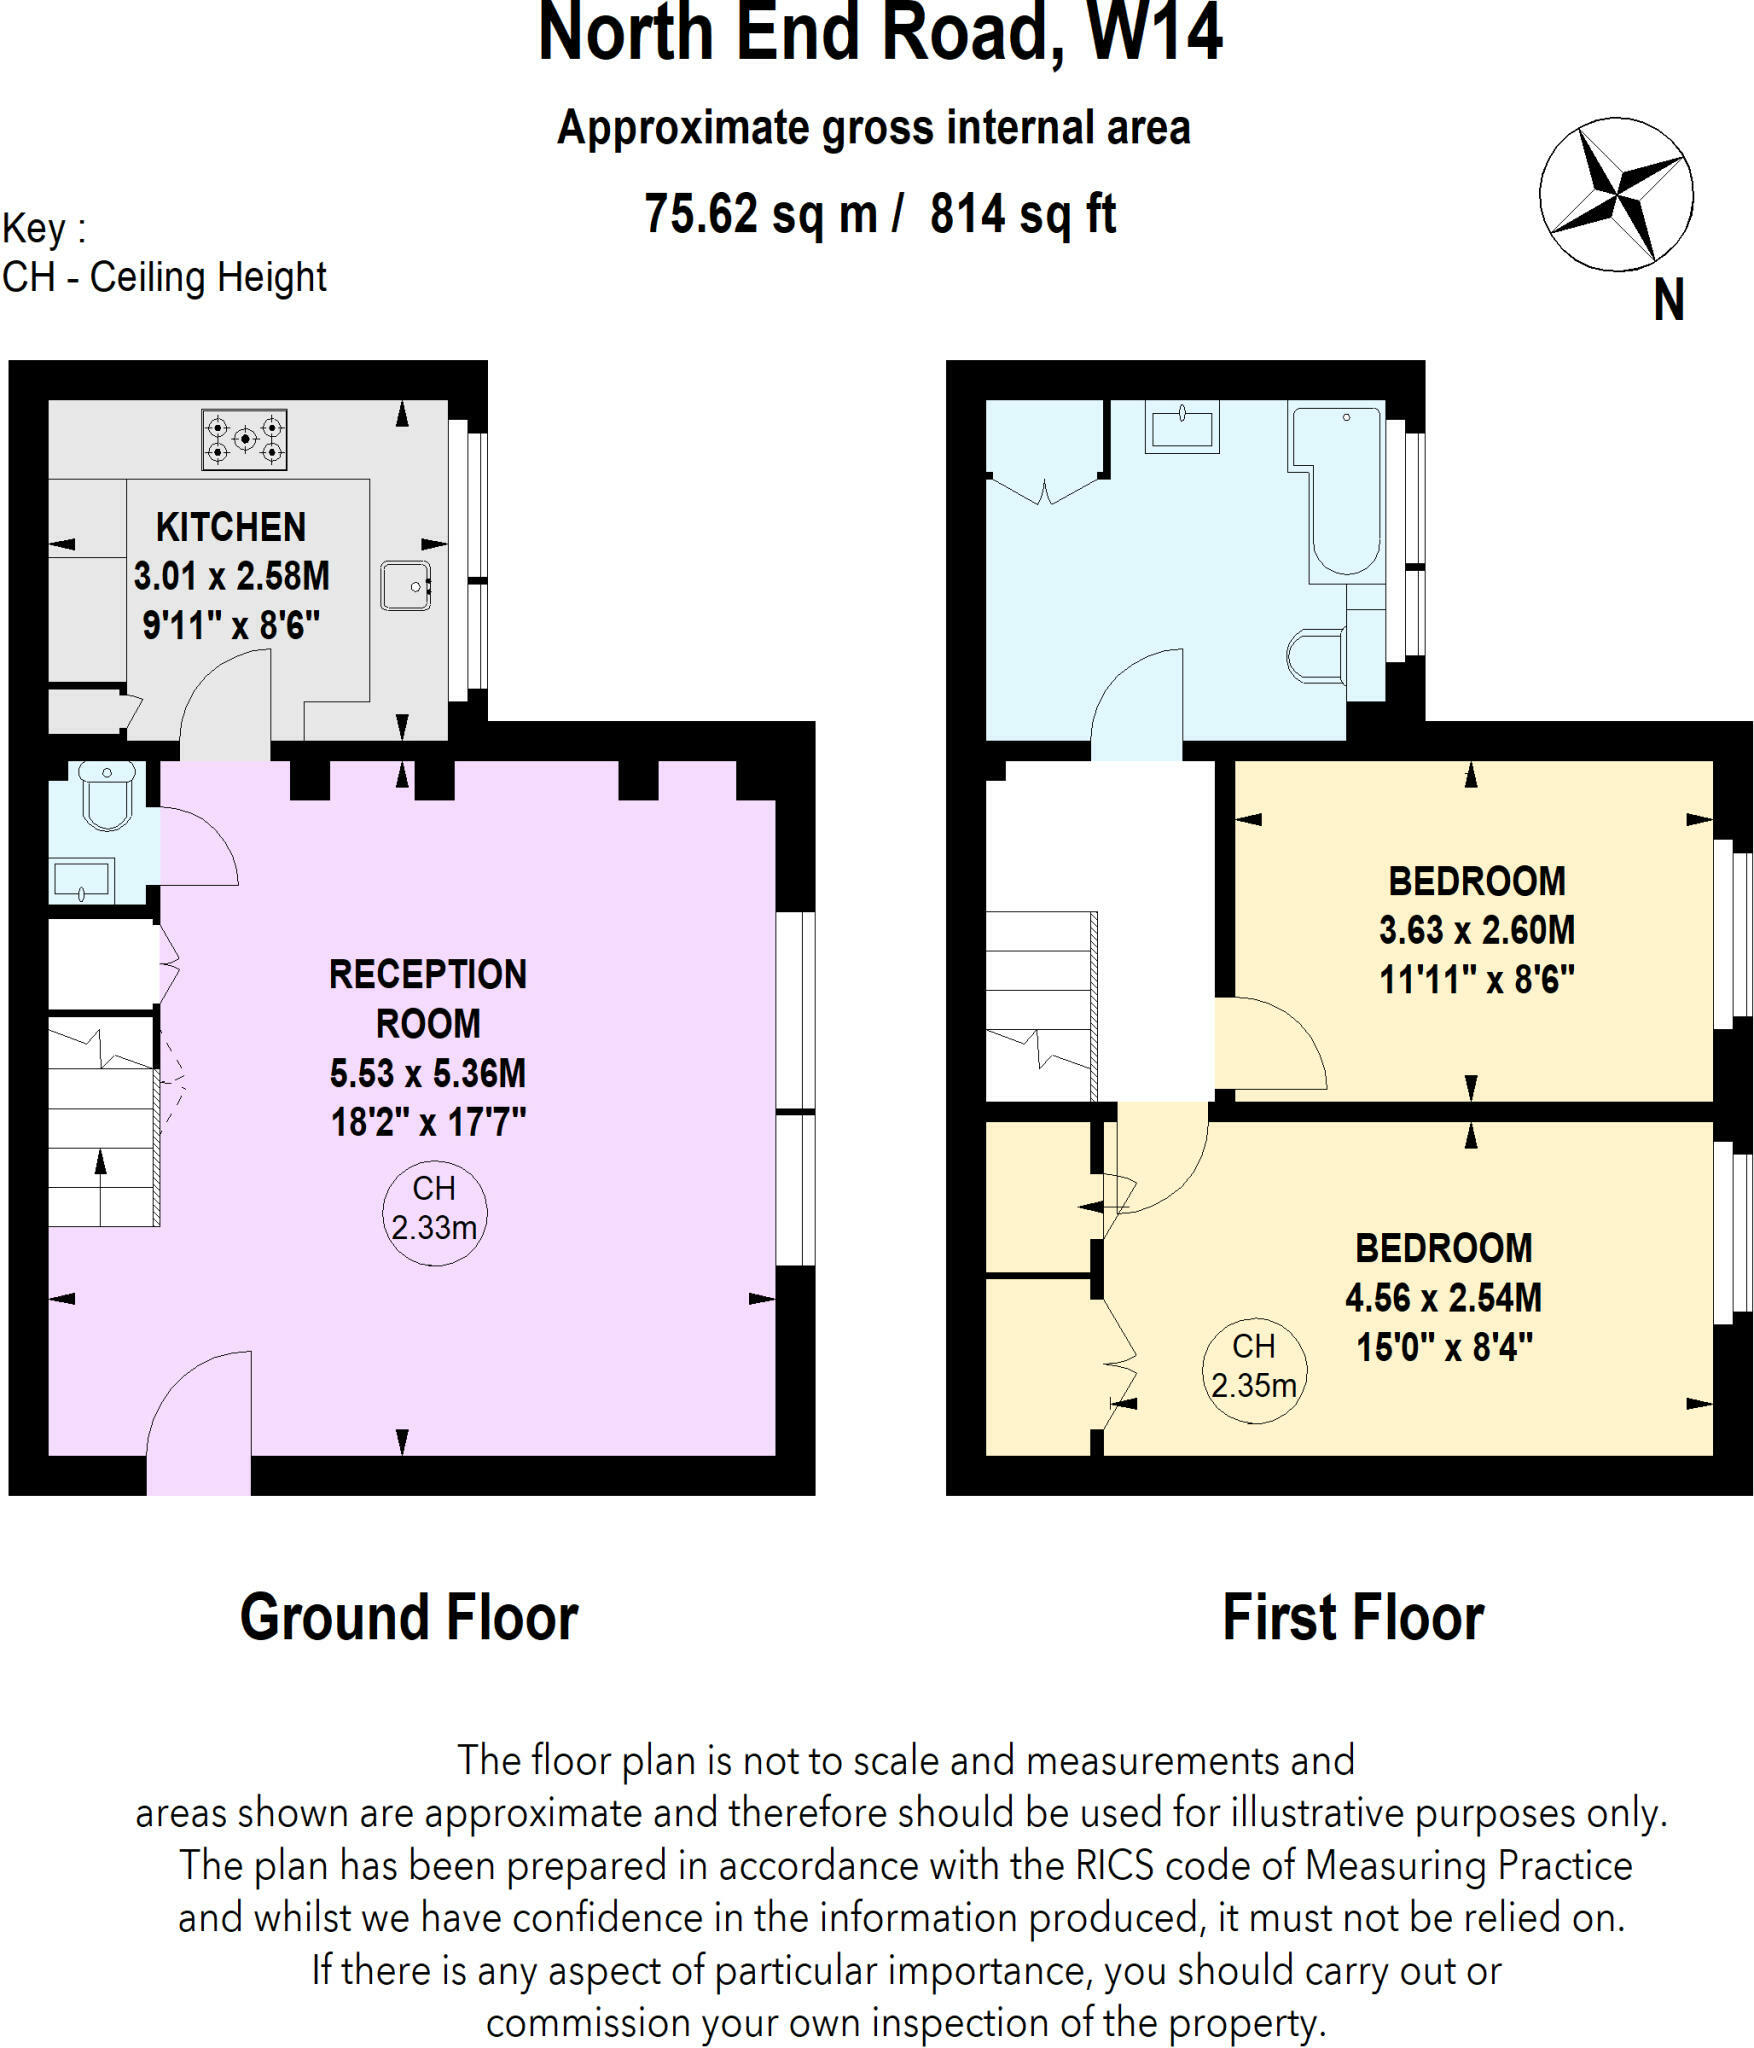 North End Road, W14
Approximate gross internal area
75.62 sq m / 814 sq ft
Key :
CH - Ceiling Height
N
KITCHEN
3.01 x 2.58M
9'11" x 8'6"
RECEPTION
ROOM
5.53 x 5.36M
18'2" x 17'7"
CH
2.33m
BEDROOM
3.63 x 2.60M
11'11" x 8'6"
BEDROOM
4.56 x 2.54M
15'0" x 8'4"
CH
2.35m
Ground Floor
First Floor
The floor plan is not to scale and measurements and
areas shown are approximate and therefore should be used for illustrative purposes only.
The plan has been prepared in accordance with the RICS code of Measuring Practice
and whilst we have confidence in the information produced, it must not be relied on.
If there is any aspect of particular importance, you should carry out or
commission your own inspection of the property.